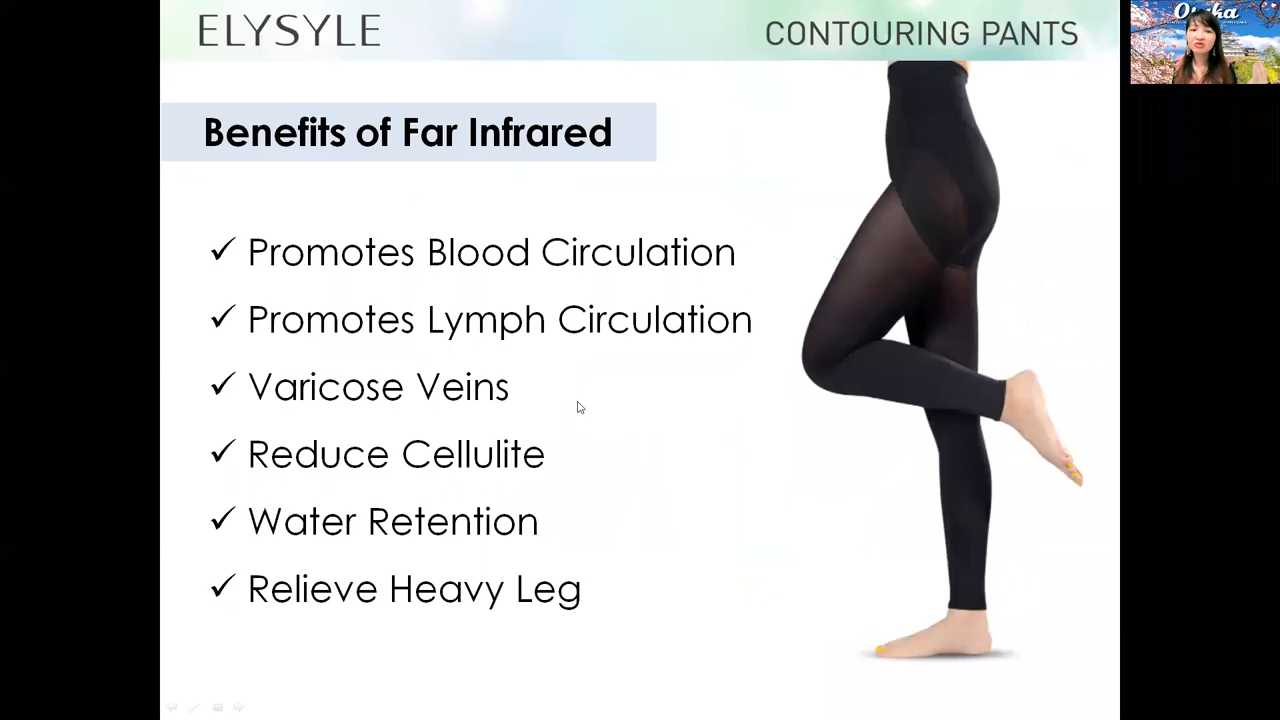 ELYSYLE
CONTOURING PANTS
Benefits of Far Infrared
✓ Promotes Blood Circulation
✓ Promotes Lymph Circulation
✓ Varicose Veins
✓ Reduce Cellulite
✓ Water Retention
✓ Relieve Heavy Leg